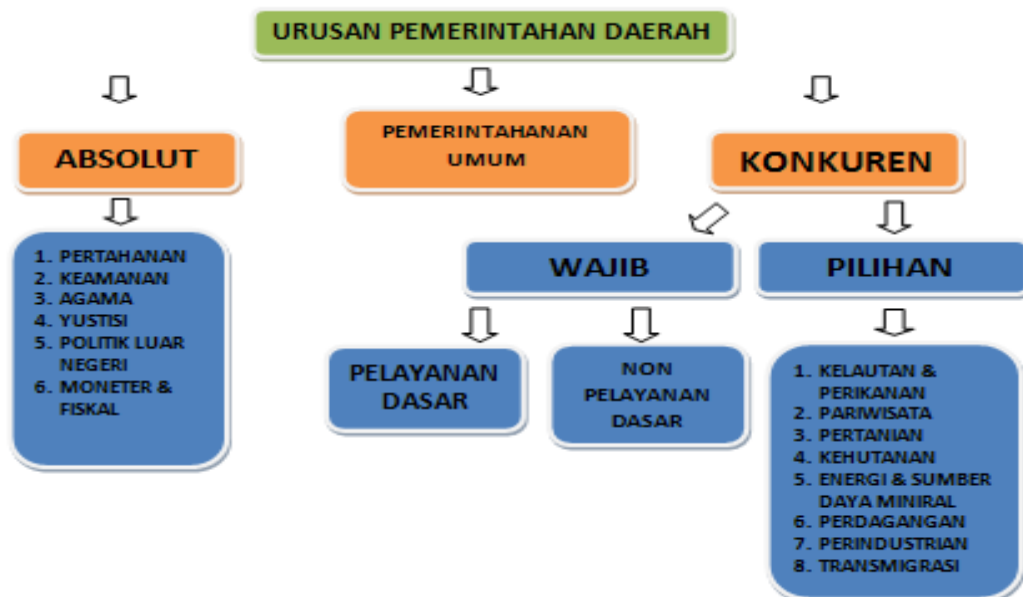 URUSAN PEMERINTAHAN DAERAH
ABSOLUT
PEMERINTAHANAN
UMUM
KONKUREN
1. PERTAHANAN
2. KEAMANAN
3. AGAMA
4. YUSTISI
5. POLITIK LUAR
NEGERI
6. MONETER &
FISKAL
WAJIB
PILIHAN
PELAYANAN
DASAR
NON
PELAYANAN
DASAR
1. KELAUTAN &
PERIKANAN
2. PARIWISATA
3. PERTANIAN
4. KEHUTANAN
5. ENERGI & SUMBER
DAYA MINIRAL
6. PERDAGANGAN
7. PERINDUSTRIAN
8. TRANSMIGRASI